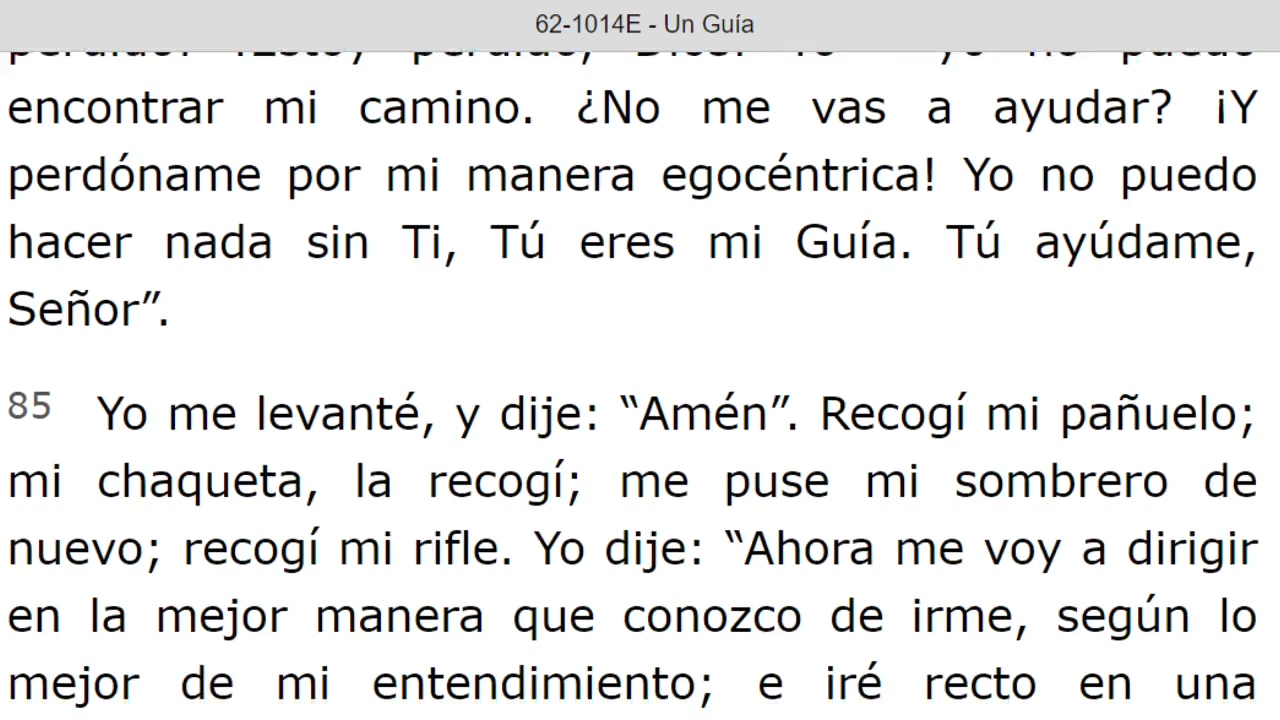 62-1014E - Un Guía
encontrar mi camino. ¿No me vas a ayudar? ¡Y
perdóname por mi manera egocéntrica! Yo no puedo
hacer nada sin Ti, Tú eres mi Guía. Tú ayúdame,
Señor”.
85 Yo me levanté, y dije: “Amén”. Recogí mi pañuelo;
mi chaqueta, la recogí; me puse mi sombrero de
nuevo; recogí mi rifle. Yo dije: “Ahora me voy a dirigir
en la mejor manera que conozco de irme, según lo
mejor de mi entendimiento; e iré recto en una